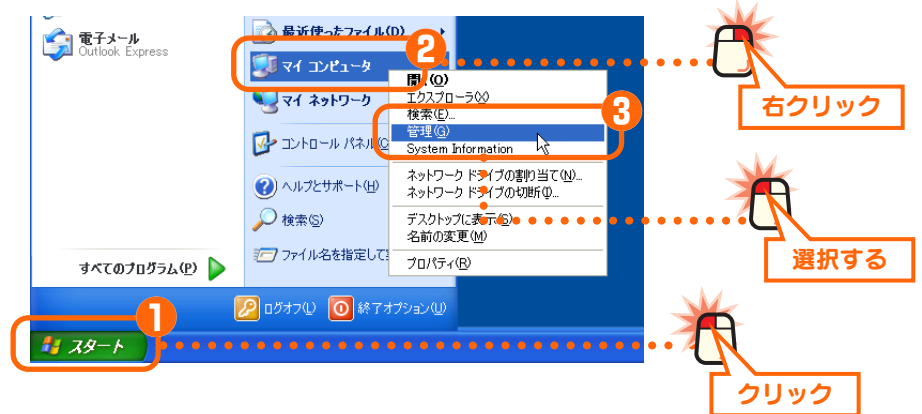 電子メール
Outlook Express
最近使ったファイル(D)
2
マイ コンピュータ
マイ ネットワーク
コントロール パネル(C
ヘルプとサポート(H)
検索(S)
ファイル名を指定して
すべてのプログラム(P)
ログオフ(L)
終了オプション(U)
1
スタート
開く(O)
エクスプローラ(X)
検索(E)...
3
管理(G)
System Information
ネットワーク ドライブの割り当て(N)...
ネットワーク ドライブの切断(I)...
デスクトップに表示(S)
名前の変更(M)
プロパティ(R)
右クリック
選択する
クリック